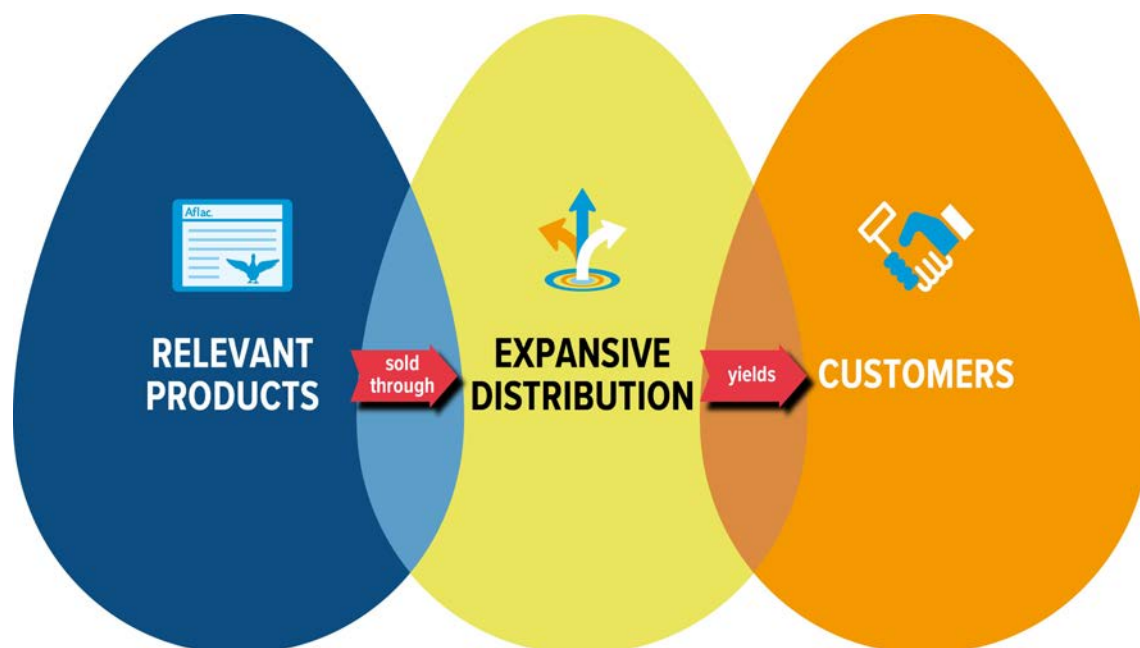 Aflac.
RELEVANT
PRODUCTS
sold
through
EXPANSIVE
DISTRIBUTION
yields
CUSTOMERS